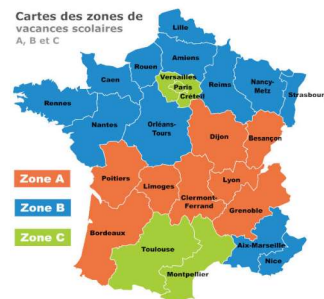 Cartes des zones de
vacances scolaires
A, B et C
Lille
Amiens
Rouen
Versailles
Paris
Créteil
Caen
Reims
Nancy-
Metz
Strasbour
Rennes
Nantes
Orléans-
Tours
Dijon
Besançon
Zone A
Zone B
Zone C
Poitiers
Limoges
Clermont-
Ferrand
Lyon
Grenoble
Bordeaux
Toulouse
Montpellier
Aix-Marseille
Nice